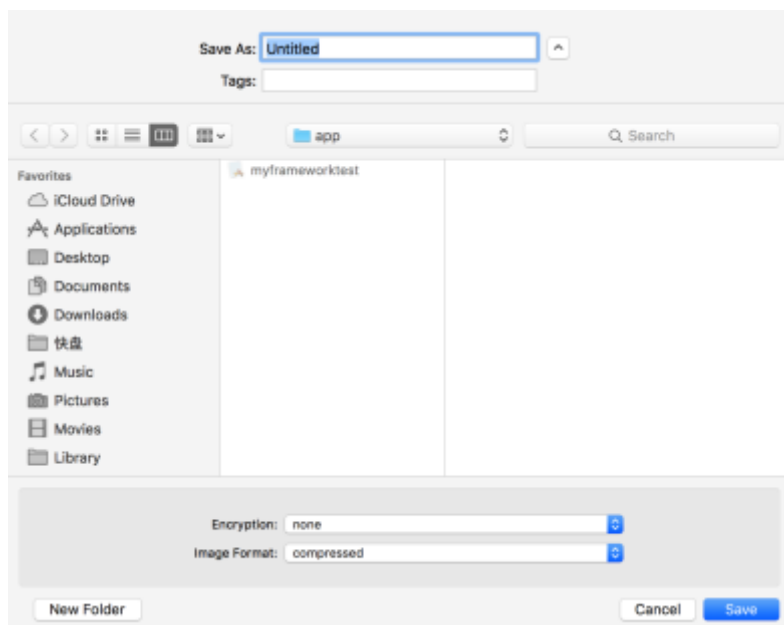 Save As: Untitled
Tags:
app
Search
Favorites
myframeworktest
iCloud Drive
Applications
Desktop
Documents
Downloads
快盘
Music
Pictures
Movies
Library
Encryption: none
Image Format: compressed
New Folder Cancel Save